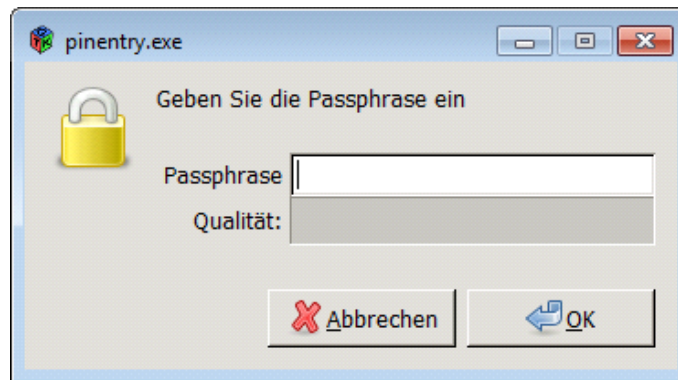 pinentry.exe
Geben Sie die Passphrase ein
Passphrase
Qualität:
Abbrechen OK